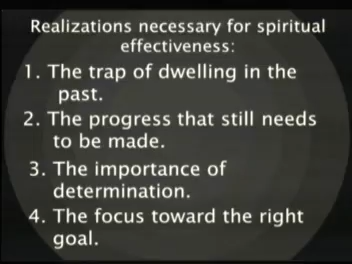 Realizations necessary for spiritual
effectiveness:
1. The trap of dwelling in the
past.
2. The progress that still needs
to be made.
3. The importance of
determination.
4. The focus toward the right
goal.